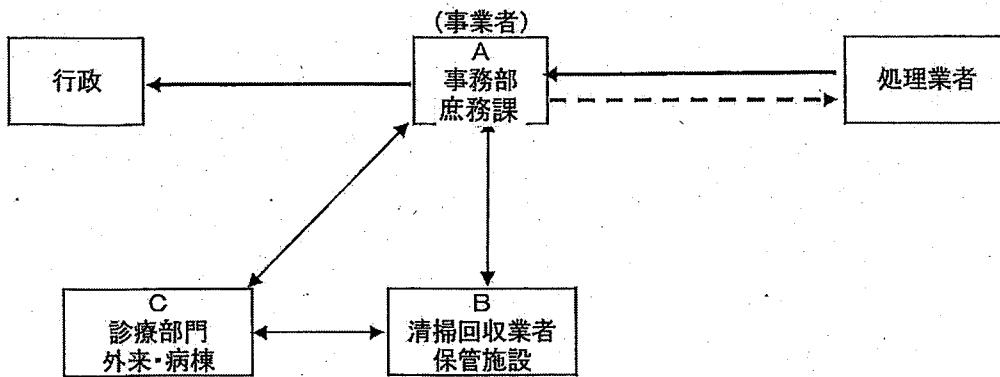 (事業者)
行政
A
事務部
庶務課
処理業者
C
診療部門
外来・病棟
B
清掃回収業者
保管施設